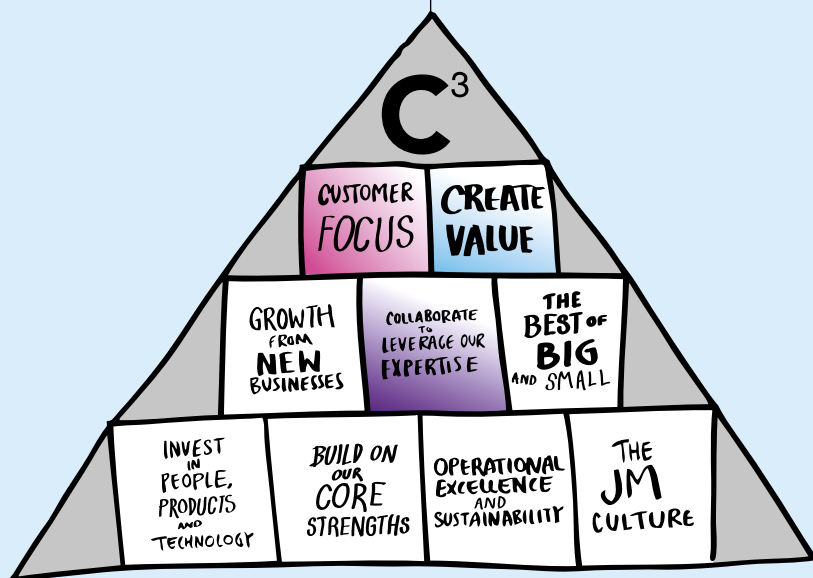 C³
CUSTOMER
FOCUS
CREATE
VALUE
GROWTH
FROM
NEW
BUSINESSES
COLLABORATE
TO
LEVERAGE OUR
EXPERTISE
THE
BEST OF
BIG
AND SMALL
INVEST
IN
PEOPLE,
PRODUCTS
AND
TECHNOLOGY
BUILD ON
OUR
CORE
STRENGTHS
OPERATIONAL
EXCELLENCE
AND
SUSTAINABILITY
THE
JM
CULTURE